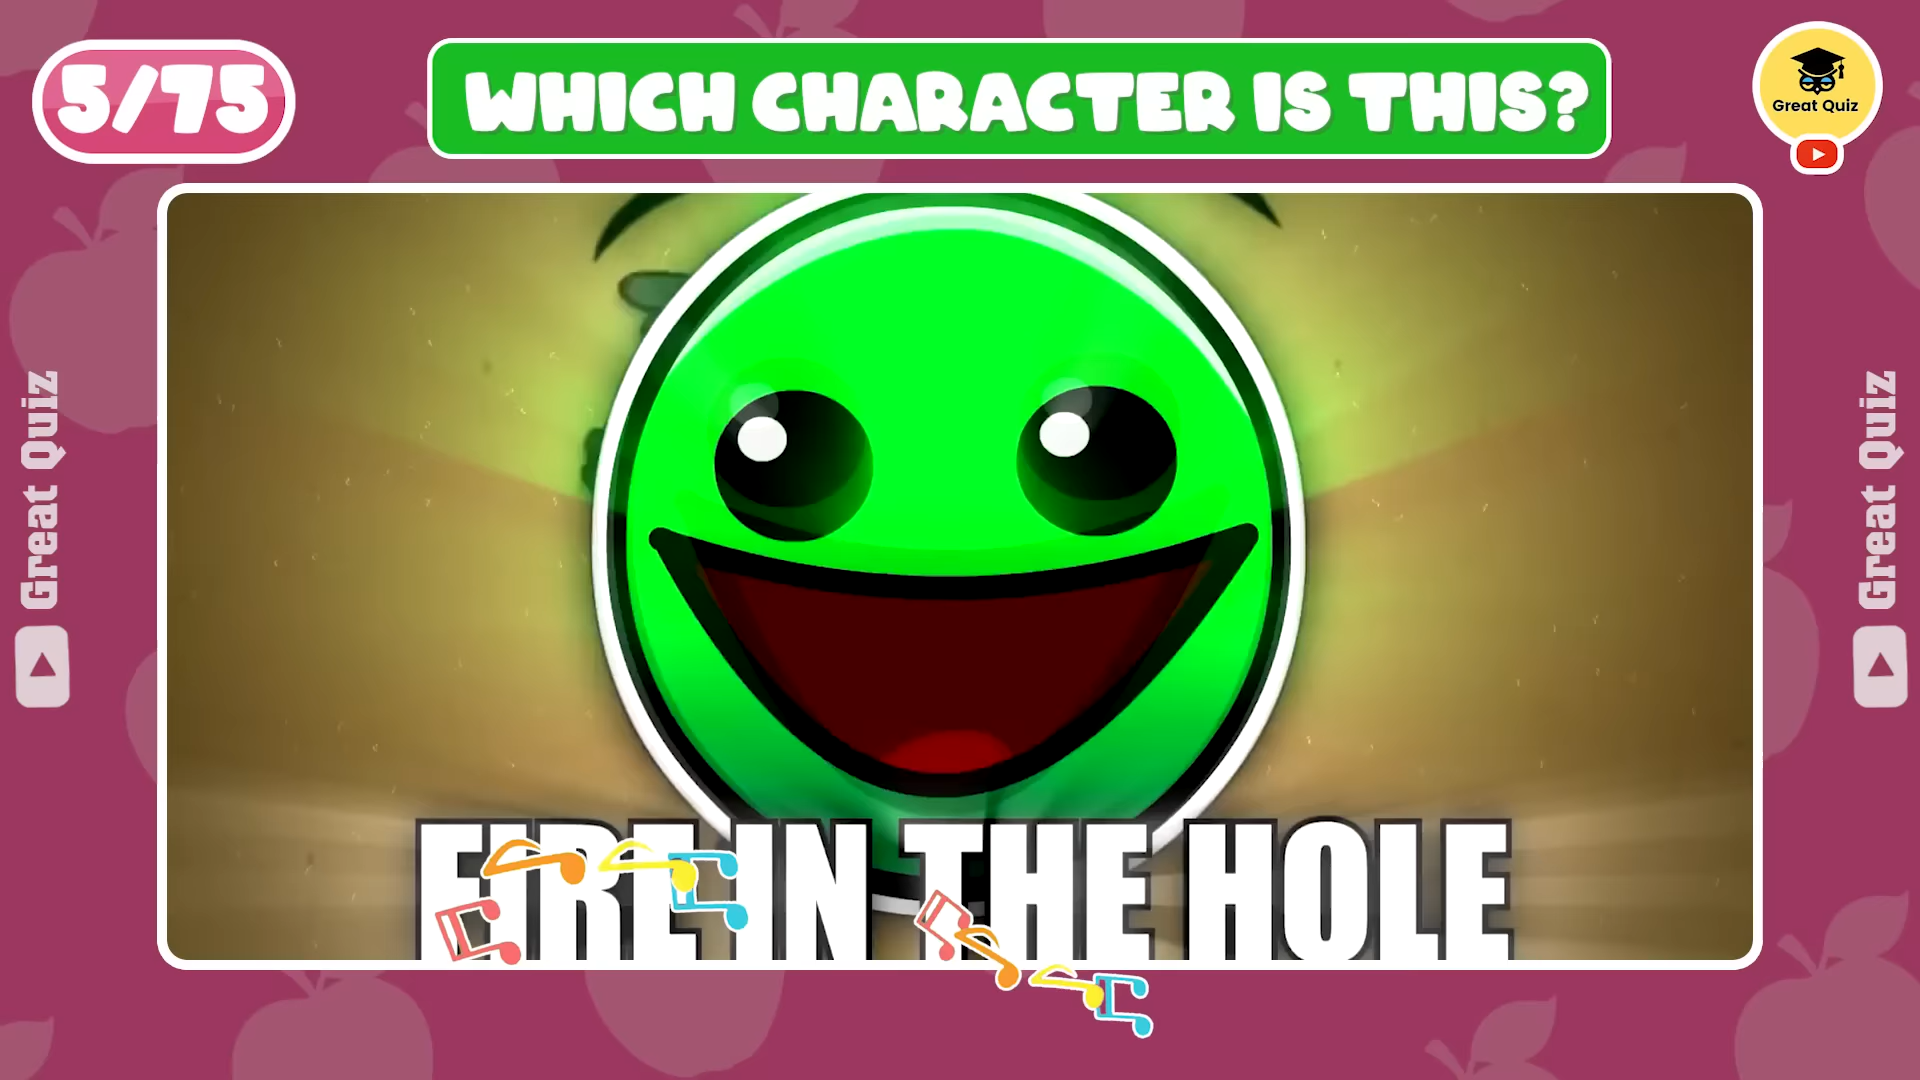 5/75
WHICH CHARACTER IS THIS?
Great Quiz
Great Quiz
Great Quiz
FIRE IN THE HOLE